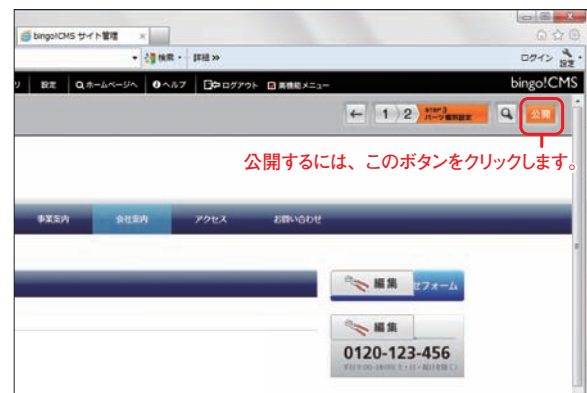 bingo!CMS サイト管理 ×
検索 詳細 »
ログイン 設定
設定 ホームページへ ヘルプ ログアウト 高機能メニュー bingo!CMS
← 1 2 STEP3 公開
パーツ個別設定
公開するには、このボタンをクリックします。
事業案内 会社案内 アクセス お問い合わせ
編集 フォーム
編集
0120-123-456